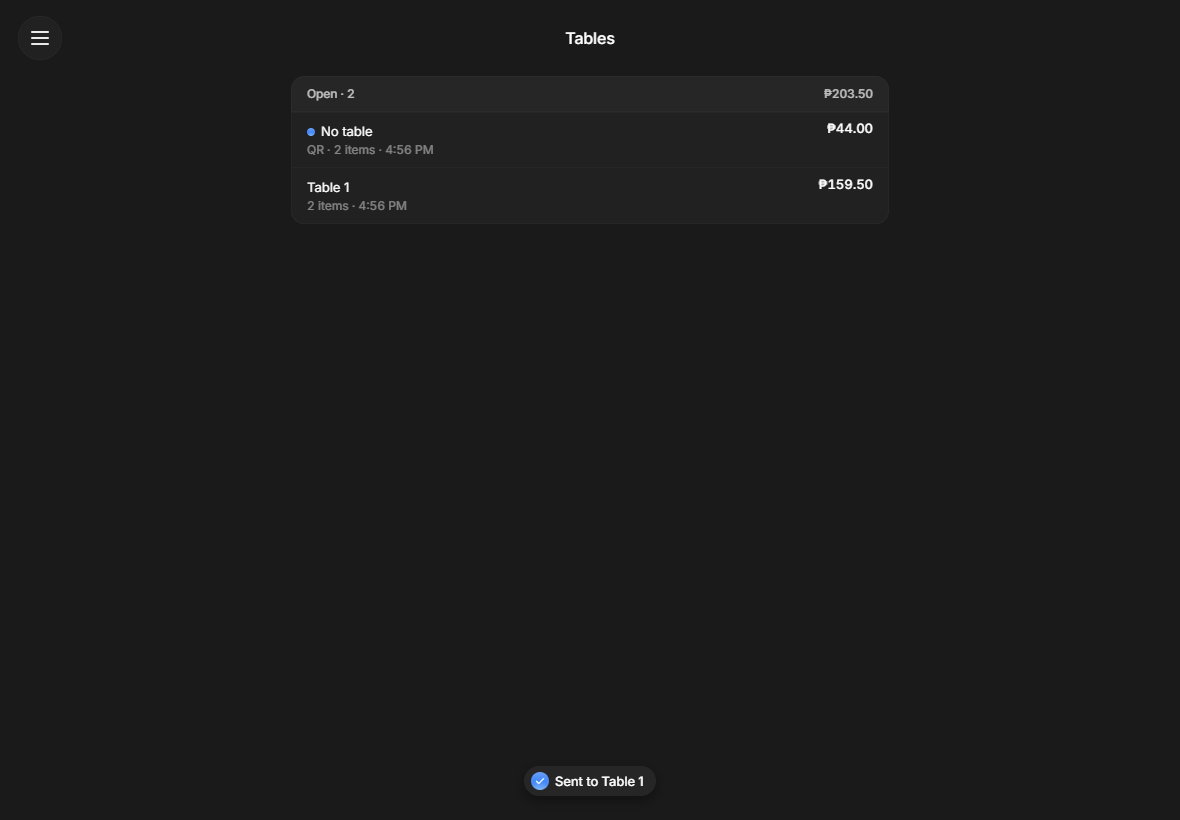 Tables
Open · 2
₱203.50
No table
₱44.00
QR · 2 items · 4:56 PM
Table 1
₱159.50
2 items · 4:56 PM
Sent to Table 1